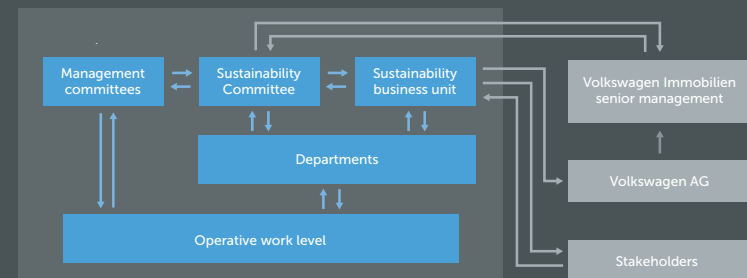 Management
committees
Sustainability
Committee
Sustainability
business unit
Volkswagen Immobilien
senior management
Departments
Volkswagen AG
Operative work level
Stakeholders